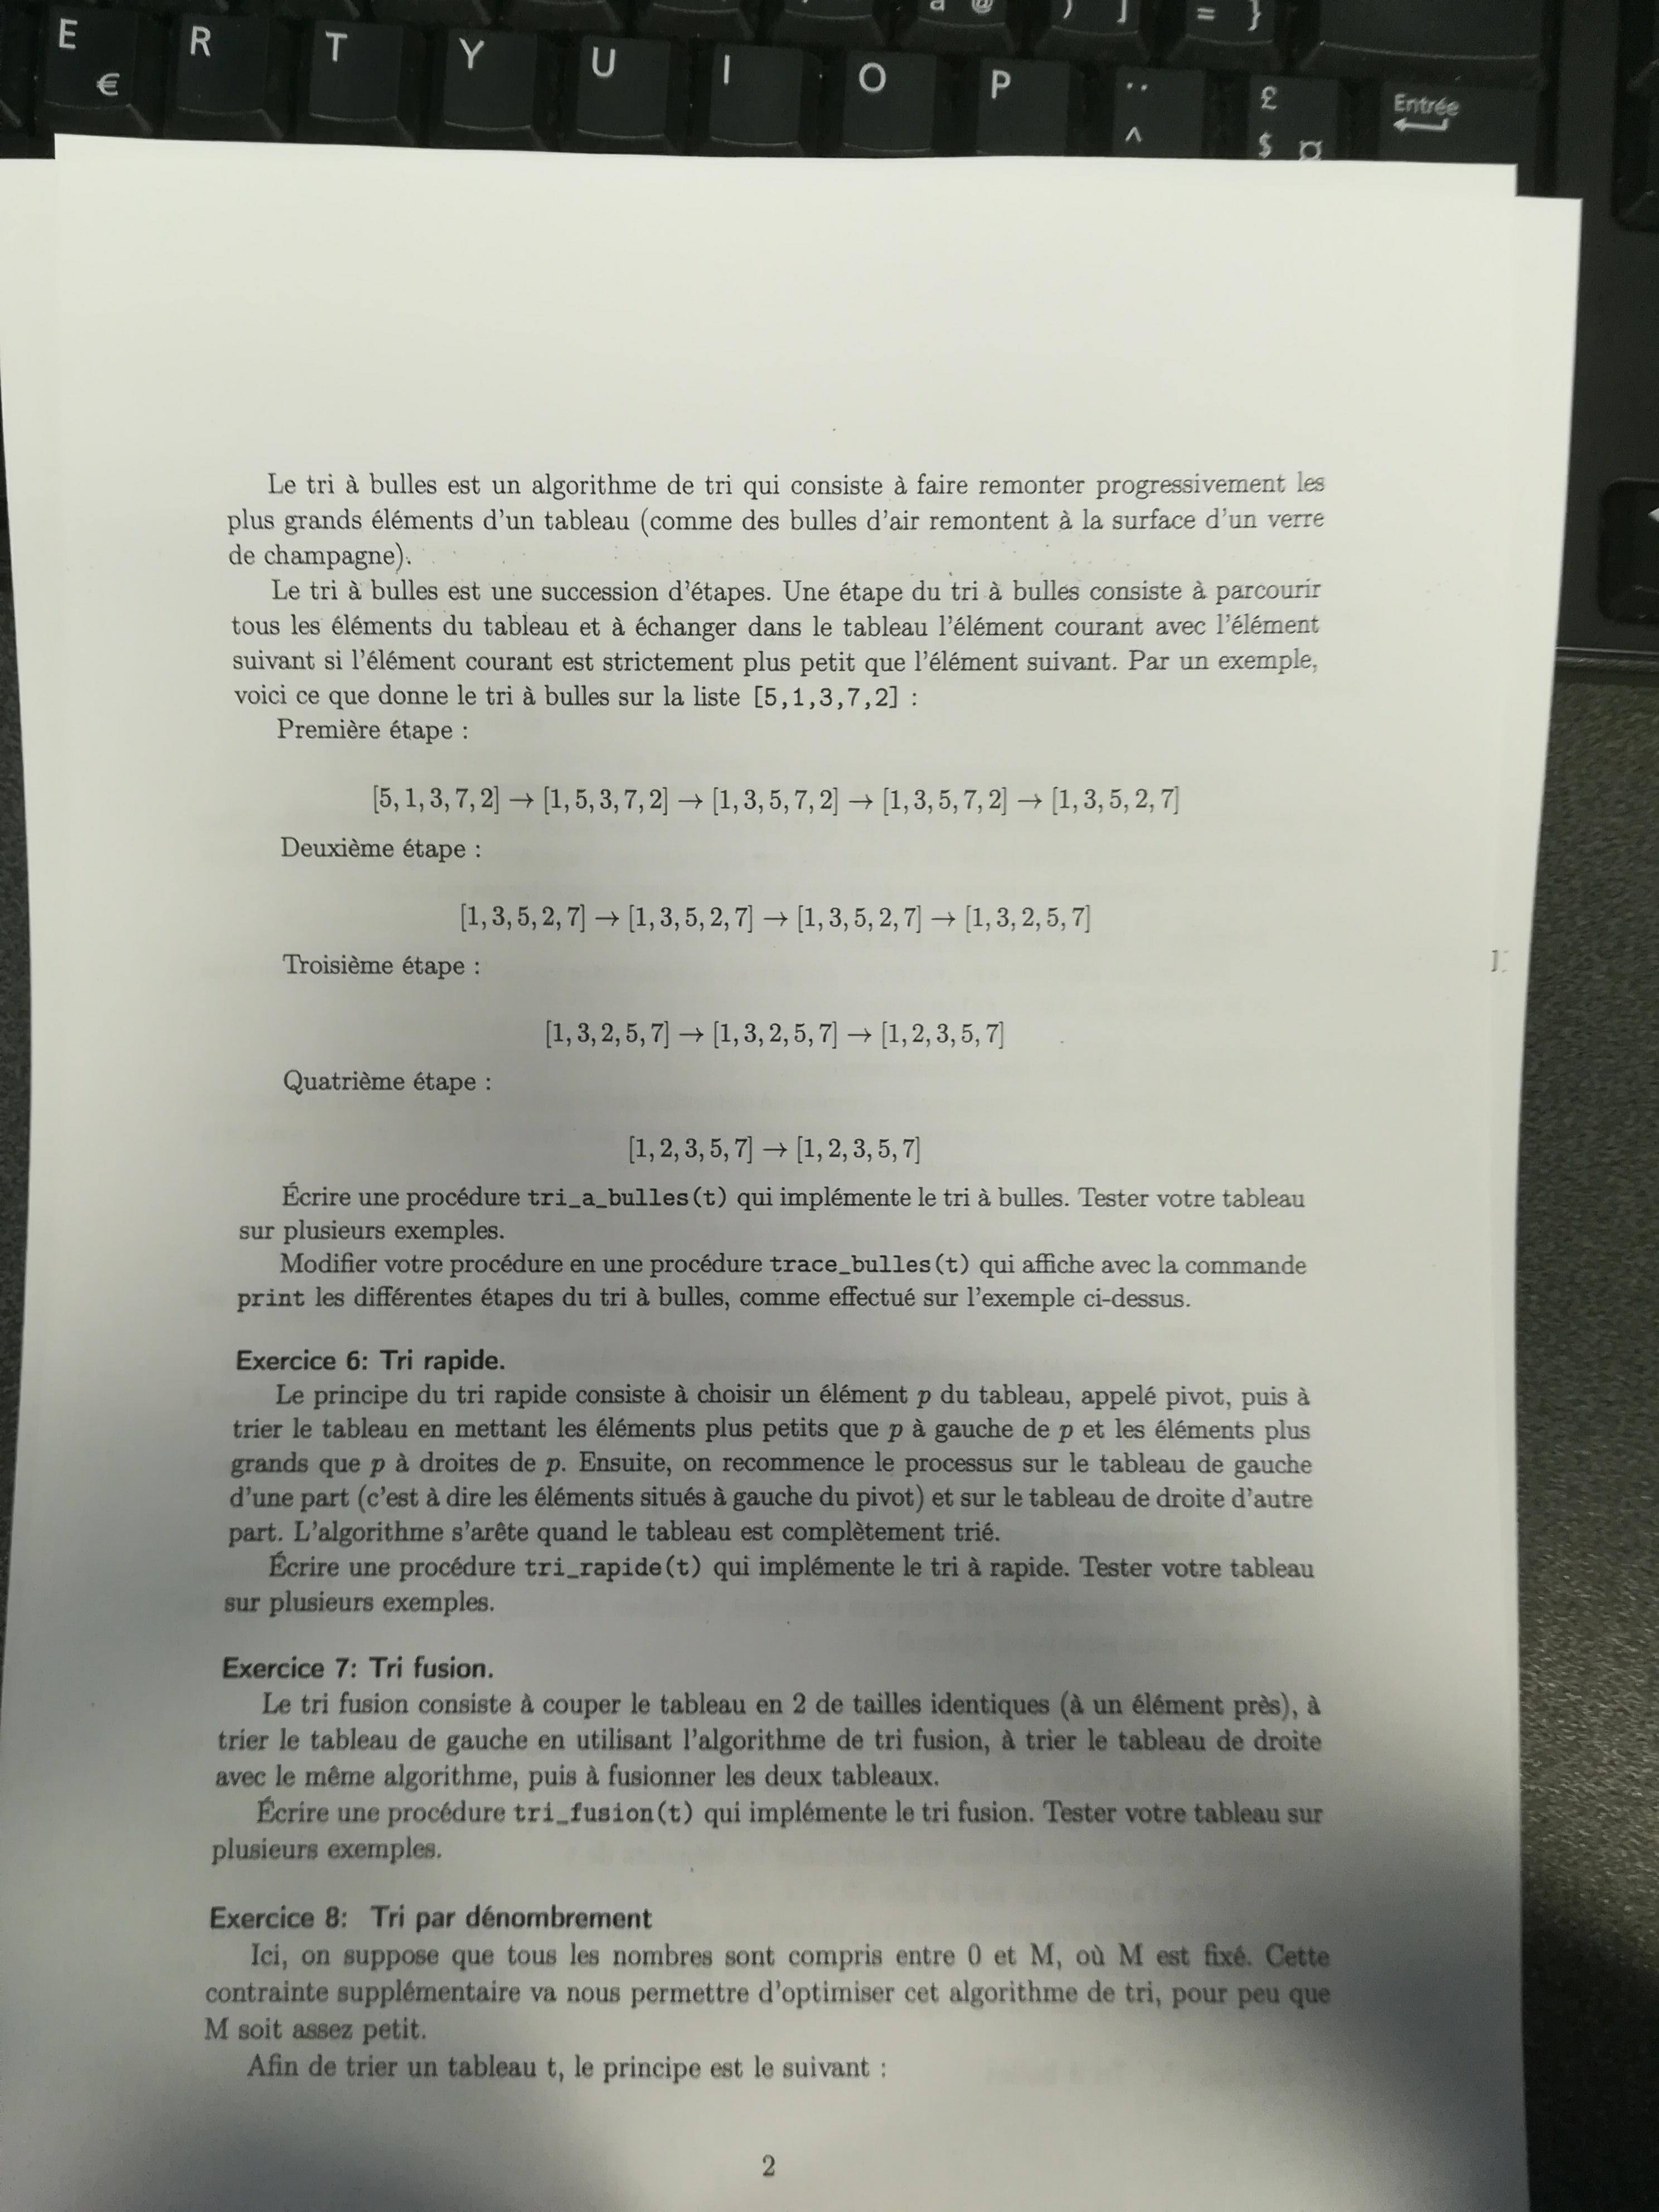 E € R T Y U I O P ¨ ^ £ $ ¤ Entrée
= }
Le tri à bulles est un algorithme de tri qui consiste à faire remonter progressivement les
plus grands éléments d'un tableau (comme des bulles d'air remontent à la surface d'un verre
de champagne).
Le tri à bulles est une succession d'étapes. Une étape du tri à bulles consiste à parcourir
tous les éléments du tableau et à échanger dans le tableau l'élément courant avec l'élément
suivant si l'élément courant est strictement plus petit que l'élément suivant. Par un exemple,
voici ce que donne le tri à bulles sur la liste [5,1,3,7,2] :
Première étape :
[5, 1, 3, 7, 2] → [1, 5, 3, 7, 2] → [1, 3, 5, 7, 2] → [1, 3, 5, 7, 2] → [1, 3, 5, 2, 7]
Deuxième étape :
[1, 3, 5, 2, 7] → [1, 3, 5, 2, 7] → [1, 3, 5, 2, 7] → [1, 3, 2, 5, 7]
Troisième étape :
[1, 3, 2, 5, 7] → [1, 3, 2, 5, 7] → [1, 2, 3, 5, 7]
Quatrième étape :
[1, 2, 3, 5, 7] → [1, 2, 3, 5, 7]
Écrire une procédure tri_a_bulles(t) qui implémente le tri à bulles. Tester votre tableau
sur plusieurs exemples.
Modifier votre procédure en une procédure trace_bulles(t) qui affiche avec la commande
print les différentes étapes du tri à bulles, comme effectué sur l'exemple ci-dessus.
Exercice 6: Tri rapide.
Le principe du tri rapide consiste à choisir un élément p du tableau, appelé pivot, puis à
trier le tableau en mettant les éléments plus petits que p à gauche de p et les éléments plus
grands que p à droites de p. Ensuite, on recommence le processus sur le tableau de gauche
d'une part (c'est à dire les éléments situés à gauche du pivot) et sur le tableau de droite d'autre
part. L'algorithme s'arête quand le tableau est complètement trié.
Écrire une procédure tri_rapide(t) qui implémente le tri à rapide. Tester votre tableau
sur plusieurs exemples.
Exercice 7: Tri fusion.
Le tri fusion consiste à couper le tableau en 2 de tailles identiques (à un élément près), à
trier le tableau de gauche en utilisant l'algorithme de tri fusion, à trier le tableau de droite
avec le même algorithme, puis à fusionner les deux tableaux.
Écrire une procédure tri_fusion(t) qui implémente le tri fusion. Tester votre tableau sur
plusieurs exemples.
Exercice 8: Tri par dénombrement
Ici, on suppose que tous les nombres sont compris entre 0 et M, où M est fixé. Cette
contrainte supplémentaire va nous permettre d'optimiser cet algorithme de tri, pour peu que
M soit assez petit.
Afin de trier un tableau t, le principe est le suivant :
2